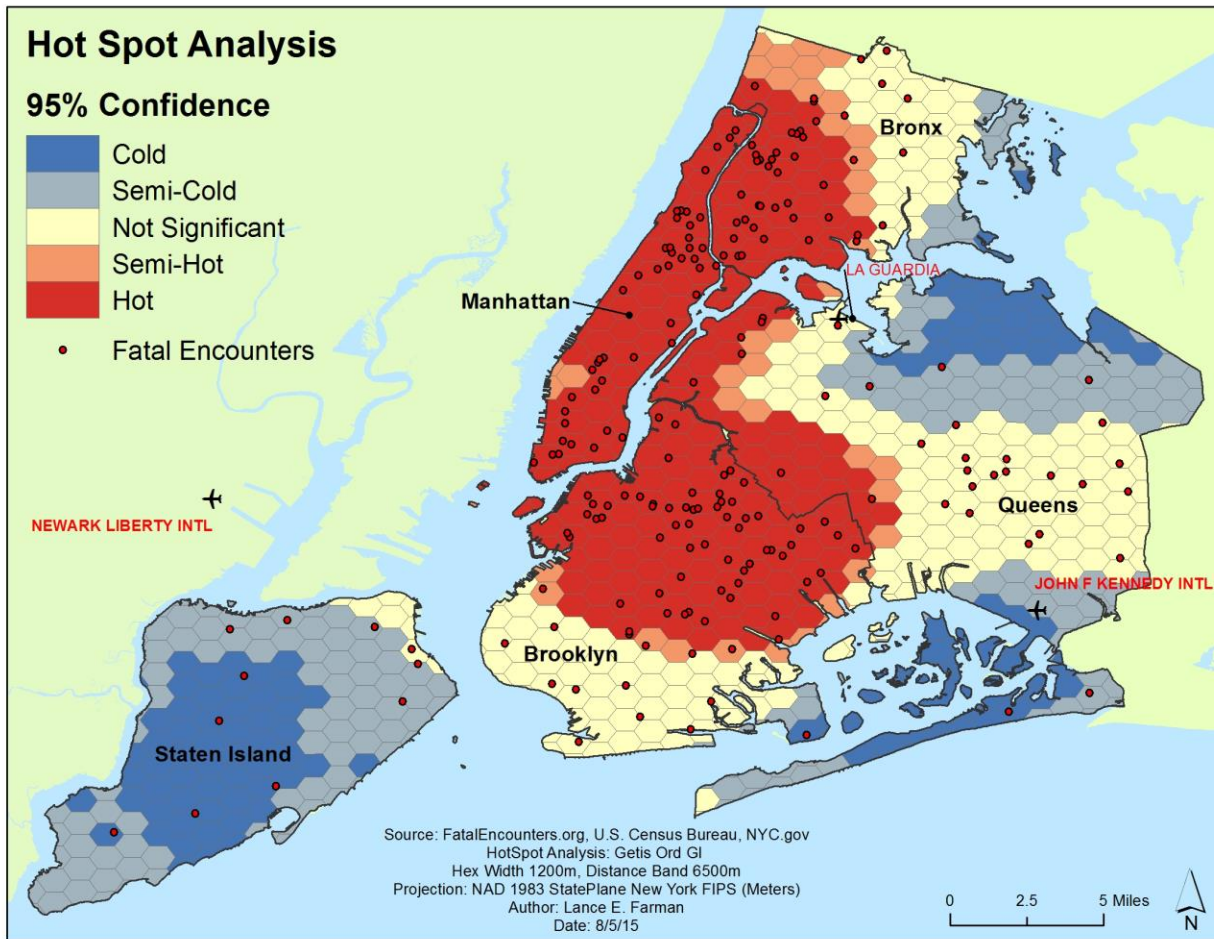 Hot Spot Analysis
95% Confidence
Cold
Semi-Cold
Not Significant
Semi-Hot
Hot
Fatal Encounters
Bronx
LA GUARDIA
Manhattan
Queens
NEWARK LIBERTY INTL
JOHN F KENNEDY INTL
Brooklyn
Staten Island
Source: FatalEncounters.org, U.S. Census Bureau, NYC.gov
HotSpot Analysis: Getis Ord GI
Hex Width 1200m, Distance Band 6500m
Projection: NAD 1983 StatePlane New York FIPS (Meters)
Author: Lance E. Farman
Date: 8/5/15
0 2.5 5 Miles
N